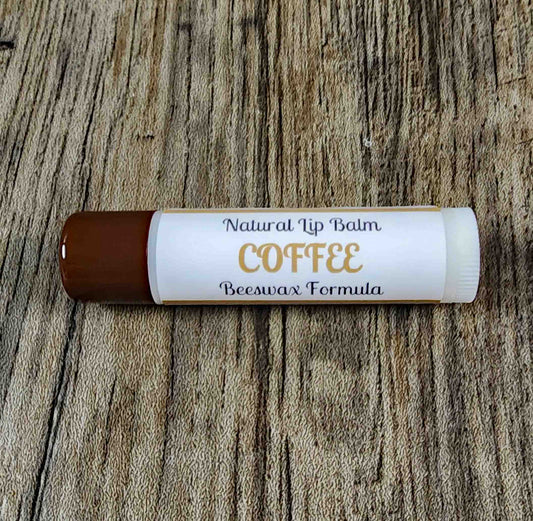 Natural Lip Balm
COFFEE
Beeswax Formula